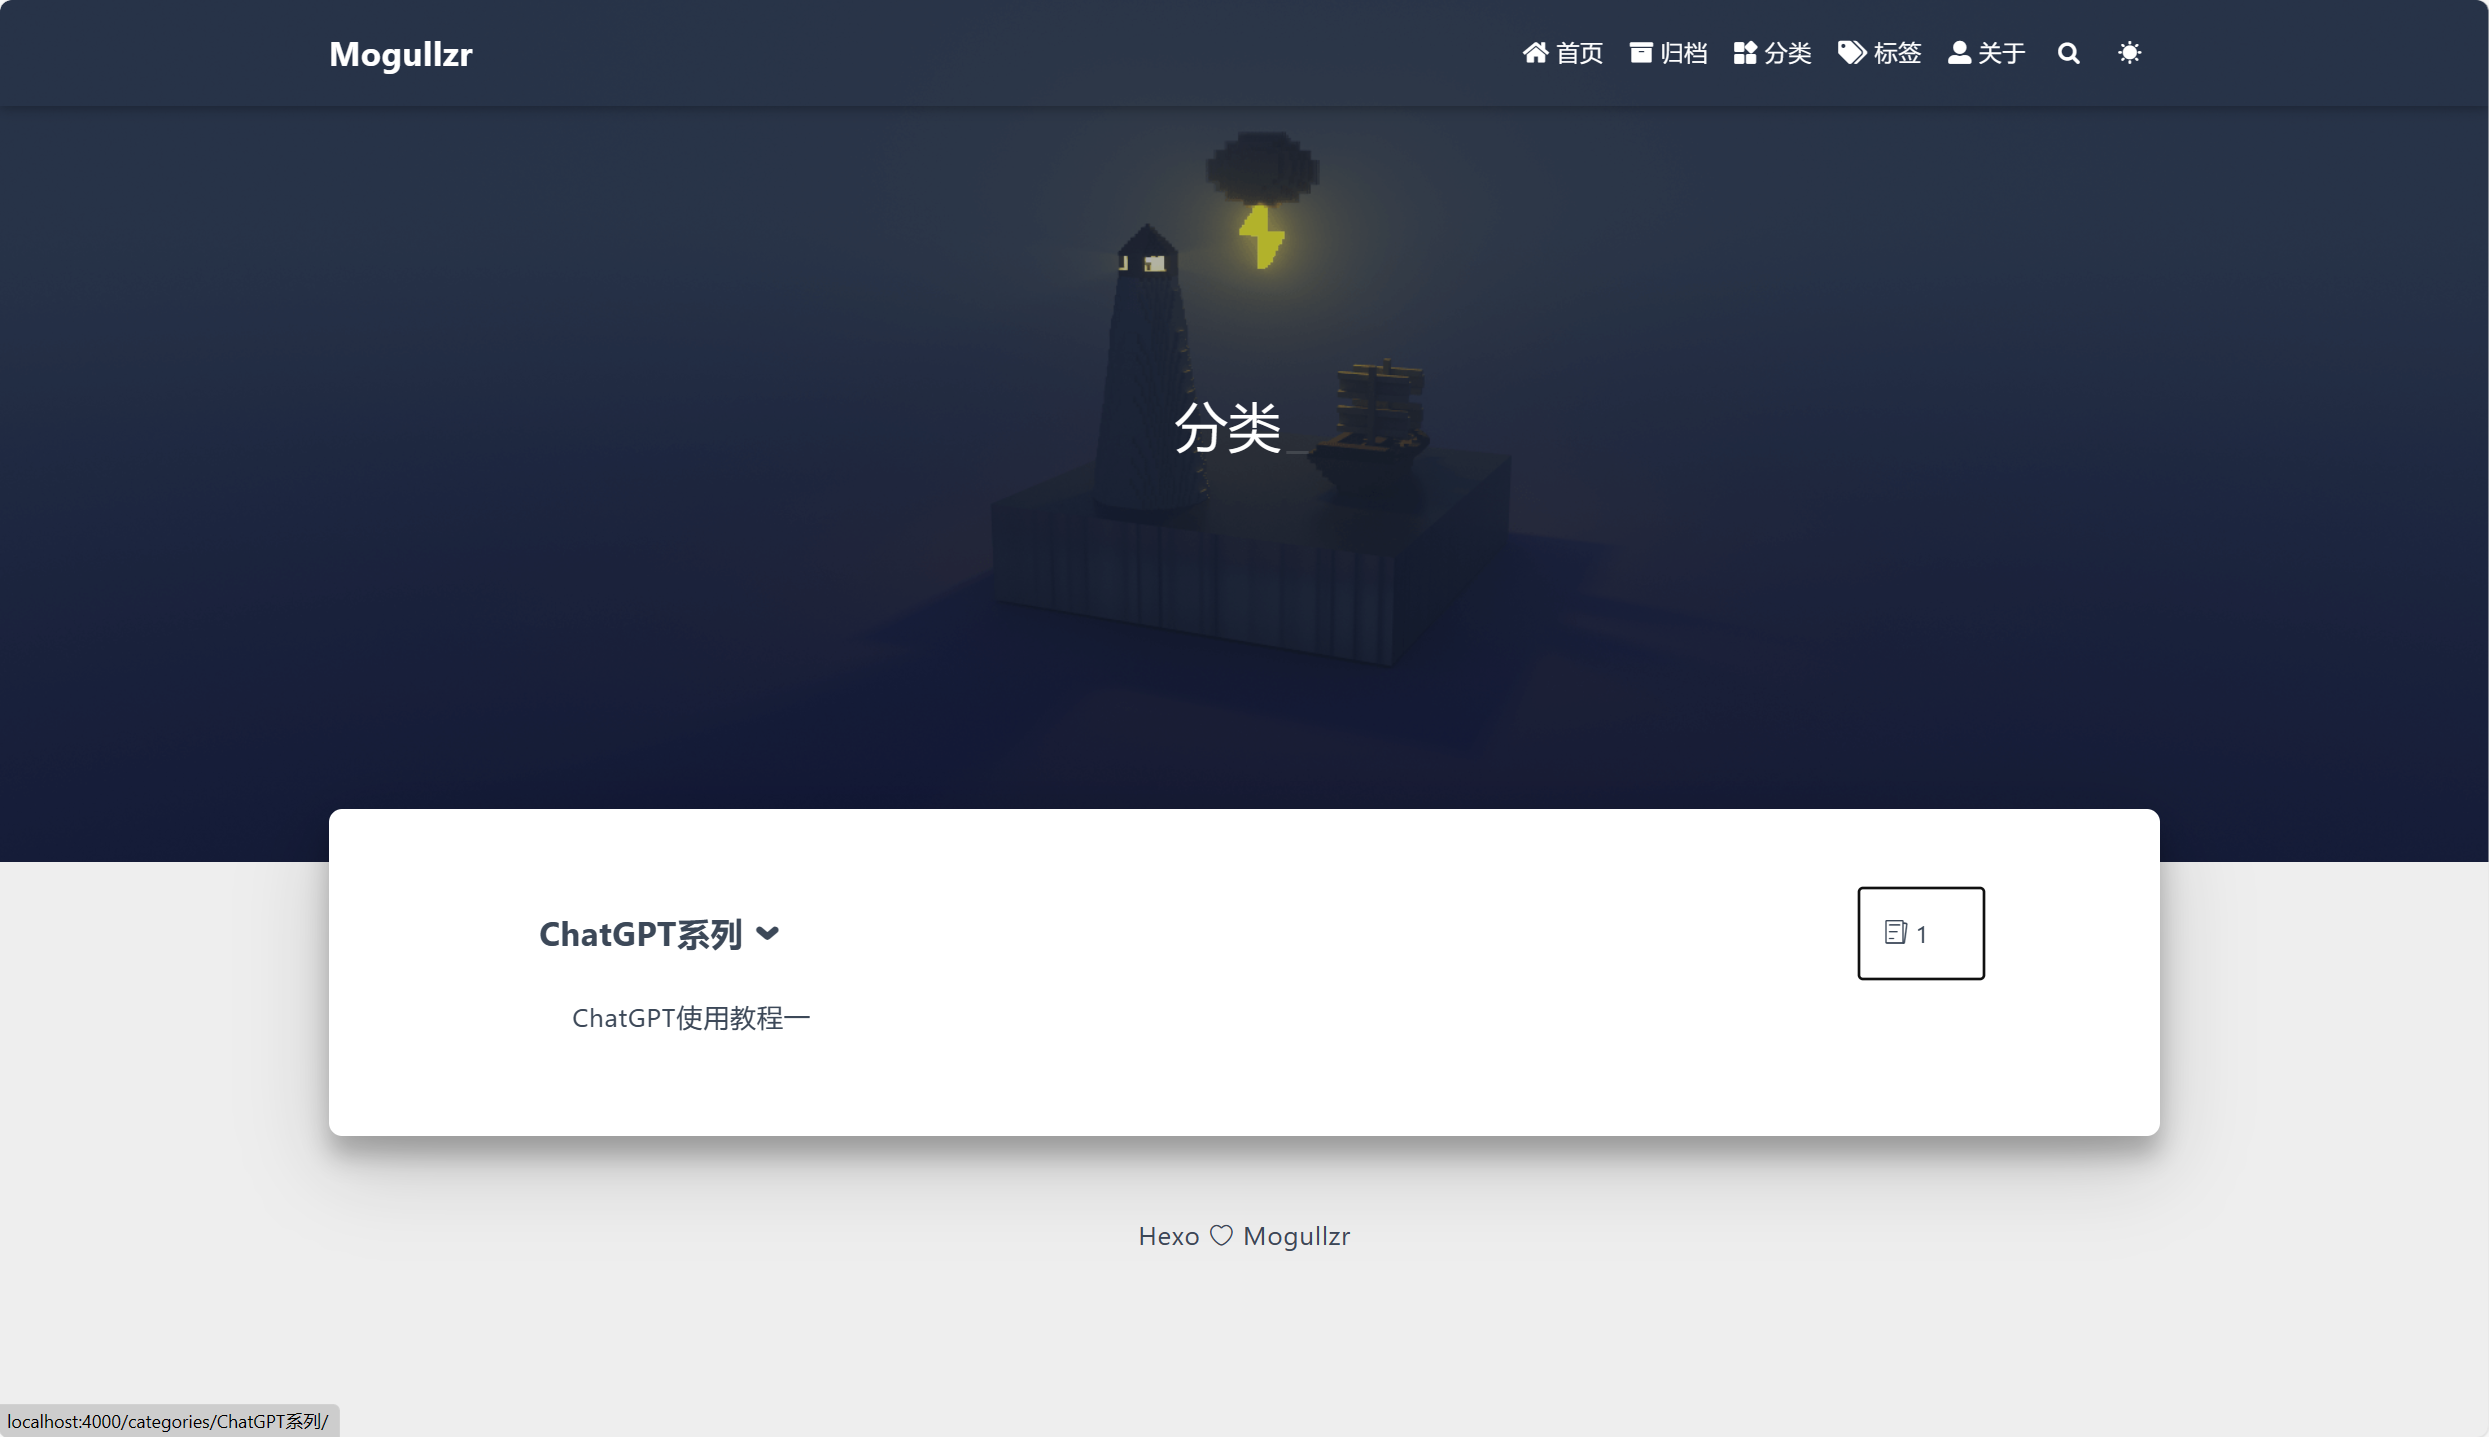 Mogullzr
首页 归档 分类 标签 关于
分类_
ChatGPT系列
1
ChatGPT使用教程一
Hexo ♡ Mogullzr
localhost:4000/categories/ChatGPT系列/